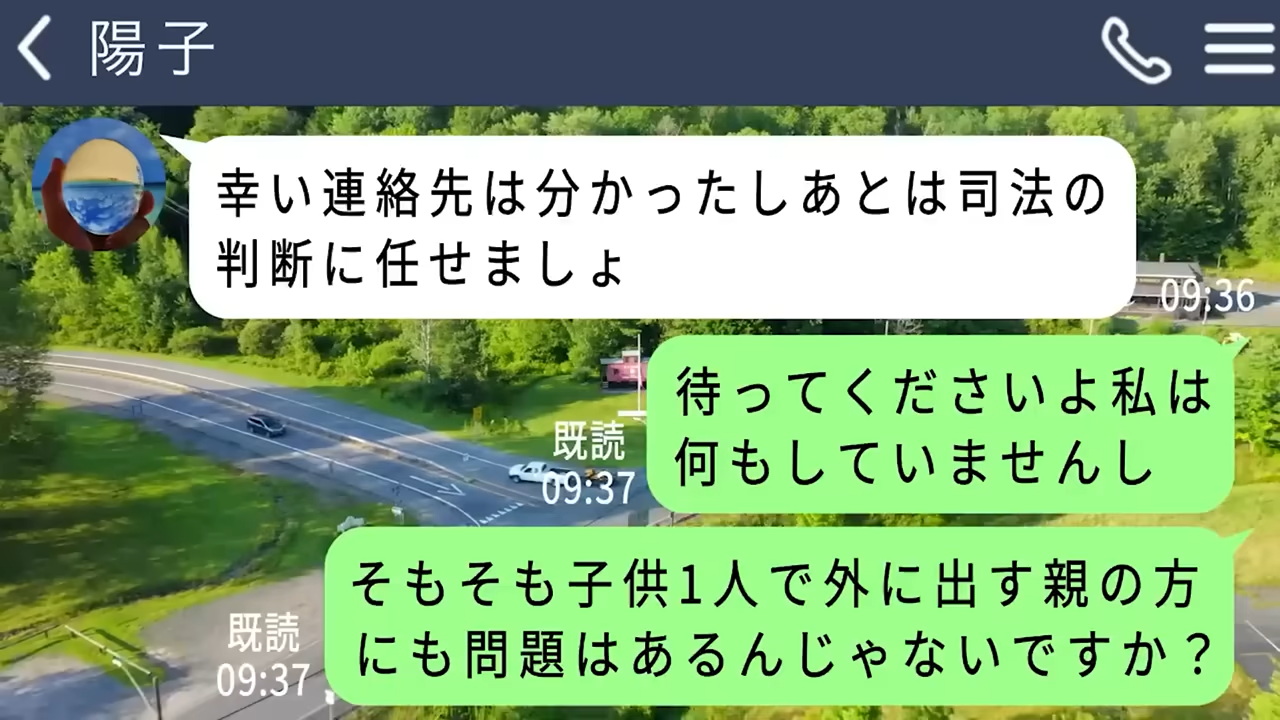 陽子
幸い連絡先は分かったしあとは司法の
判断に任せましょ
09:36
待ってくださいよ私は
何もしていませんし
既読
09:37
そもそも子供1人で外に出す親の方
にも問題はあるんじゃないですか？
既読
09:37